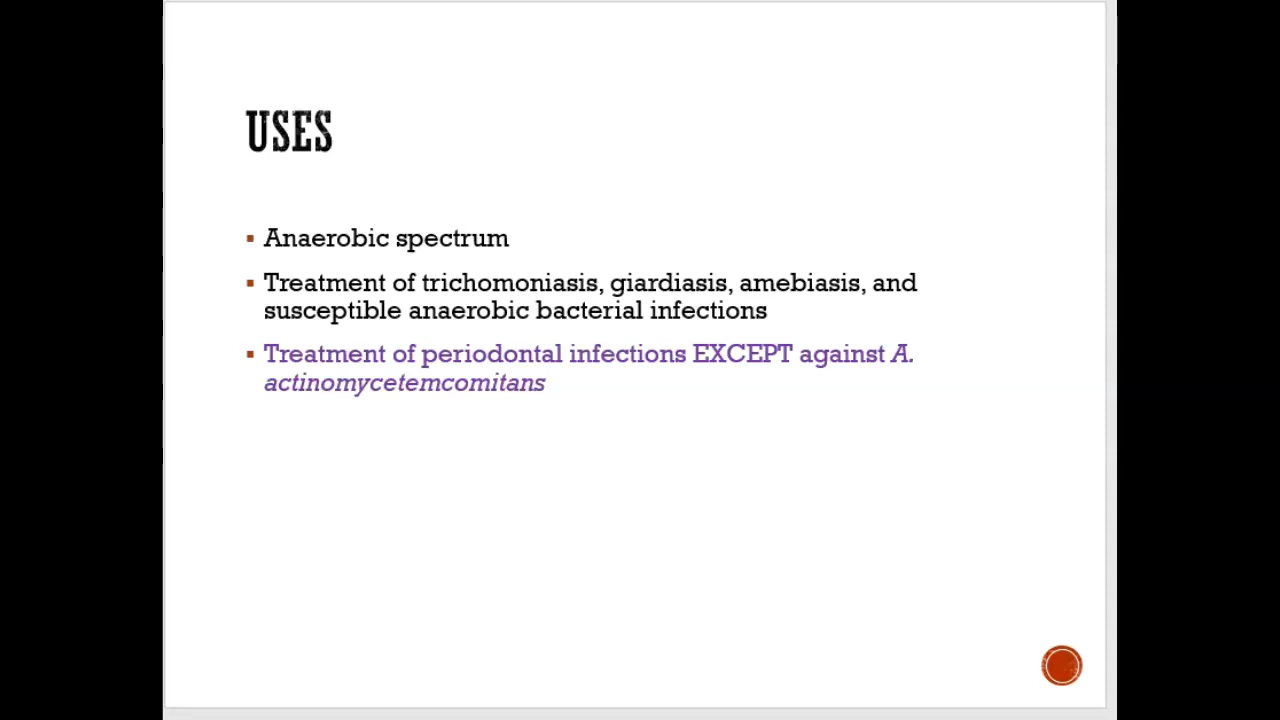 USES
▪ Anaerobic spectrum
▪ Treatment of trichomoniasis, giardiasis, amebiasis, and
susceptible anaerobic bacterial infections
▪ Treatment of periodontal infections EXCEPT against A.
actinomycetemcomitans